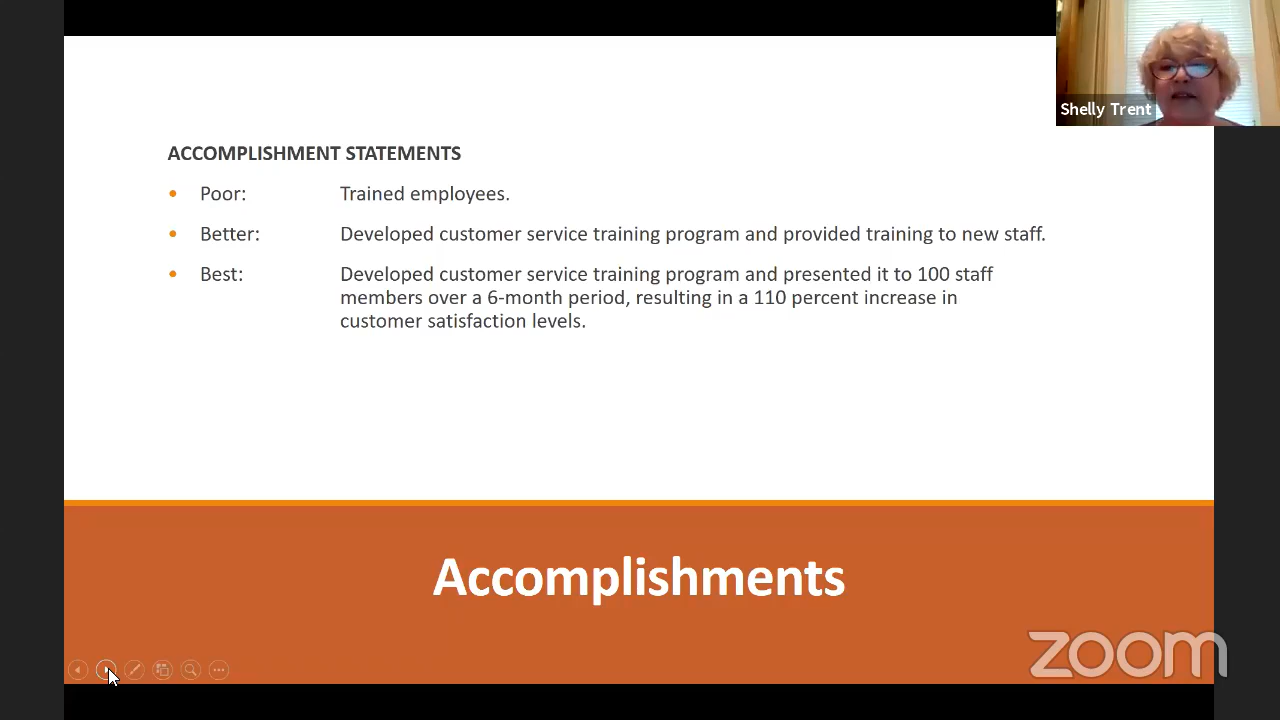 Shelly Trent
ACCOMPLISHMENT STATEMENTS
• Poor: Trained employees.
• Better: Developed customer service training program and provided training to new staff.
• Best: Developed customer service training program and presented it to 100 staff
members over a 6-month period, resulting in a 110 percent increase in
customer satisfaction levels.
Accomplishments
zoom